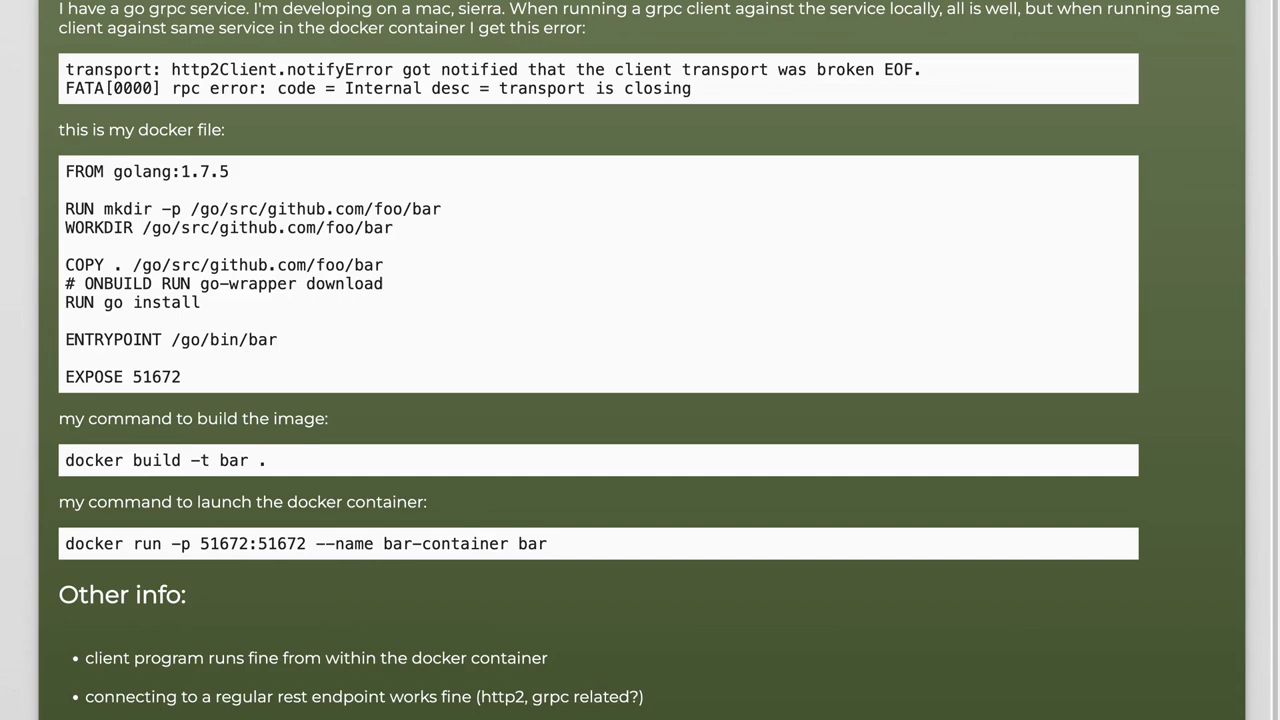 I have a go grpc service. I'm developing on a mac, sierra. When running a grpc client against the service locally, all is well, but when running same
client against same service in the docker container I get this error:
transport: http2Client.notifyError got notified that the client transport was broken EOF.
FATA[0000] rpc error: code = Internal desc = transport is closing
this is my docker file:
FROM golang:1.7.5
RUN mkdir -p /go/src/github.com/foo/bar
WORKDIR /go/src/github.com/foo/bar
COPY . /go/src/github.com/foo/bar
# ONBUILD RUN go-wrapper download
RUN go install
ENTRYPOINT /go/bin/bar
EXPOSE 51672
my command to build the image:
docker build -t bar .
my command to launch the docker container:
docker run -p 51672:51672 --name bar-container bar
Other info:
• client program runs fine from within the docker container
• connecting to a regular rest endpoint works fine (http2, grpc related?)